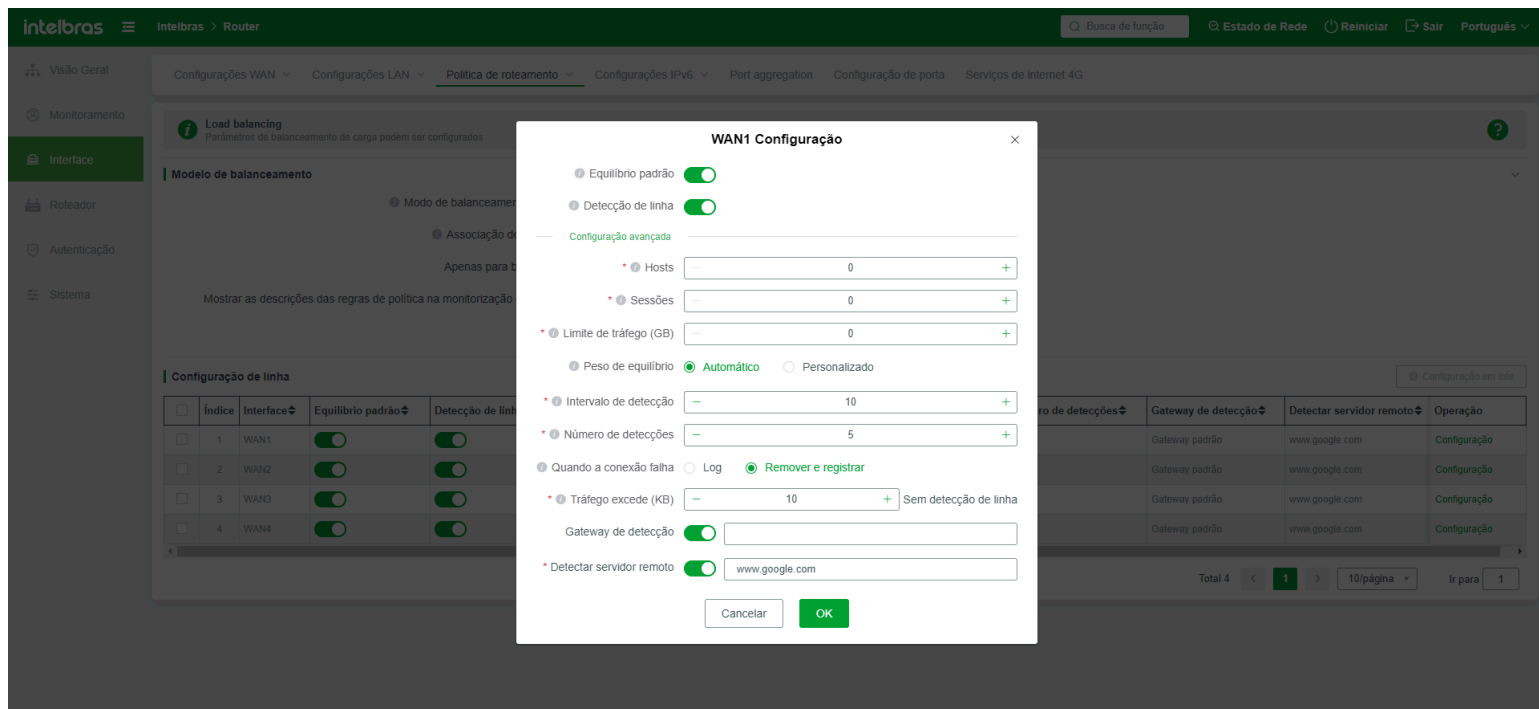 intelbras
Intelbras > Router
Busca de função
Estado de Rede
Reiniciar
Sair
Português
Visão Geral
Monitoramento
Interface
Roteador
Autenticação
Sistema
Configurações WAN
Configurações LAN
Política de roteamento
Configurações IPv6
Port aggregation
Configuração de porta
Serviços de internet 4G
Load balancing
Parâmetros de balanceamento de carga podem ser configurados
Modelo de balanceamento
Modo de balanceamen
Associação d
Apenas para b
Mostrar as descrições das regras de política na monitorização
WAN1 Configuração
Equilíbrio padrão
Detecção de linha
Configuração avançada
* Hosts 0
* Sessões 0
* Limite de tráfego (GB) 0
Peso de equilíbrio Automático Personalizado
* Intervalo de detecção 10
* Número de detecções 5
Quando a conexão falha Log Remover e registrar
* Tráfego excede (KB) 10 Sem detecção de linha
Gateway de detecção
* Detectar servidor remoto www.google.com
Cancelar OK
Configuração de linha
Configuração em lote
Índice Interface Equilíbrio padrão Detecção de linh ro de detecções Gateway de detecção Detectar servidor remoto Operação
1 WAN1 Gateway padrão www.google.com Configuração
2 WAN2 Gateway padrão www.google.com Configuração
3 WAN3 Gateway padrão www.google.com Configuração
4 WAN4 Gateway padrão www.google.com Configuração
Total 4 < 1 > 10/página Ir para 1